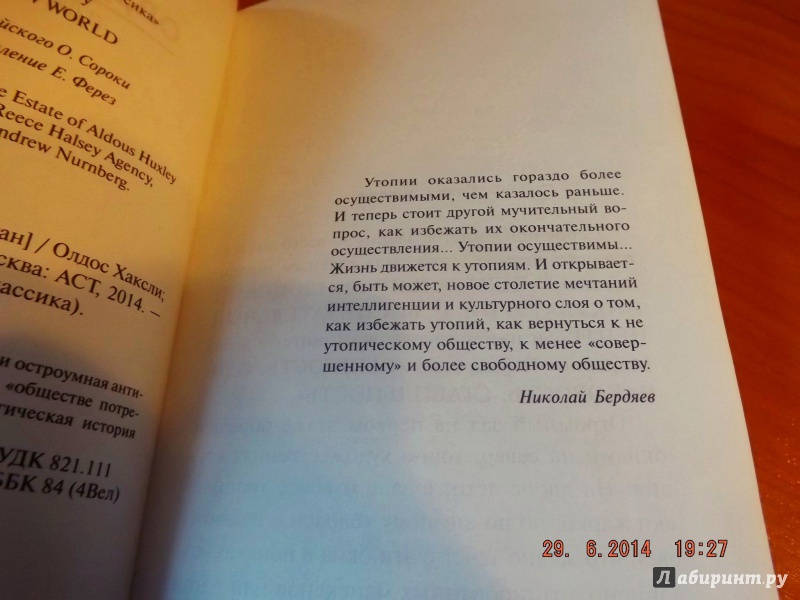 ссика»
WORLD
йского О. Сороки
ление Е. Ферез
e Estate of Aldous Huxley
Reece Halsey Agency,
ndrew Nurnberg.
ан] / Олдос Хаксли;
сква: АСТ, 2014. –
лассика).
и остроумная анти-
«обществе потре-
гическая история
УДК 821.111
ББК 84 (4Вел)
Утопии оказались гораздо более
осуществимыми, чем казалось раньше.
И теперь стоит другой мучительный во-
прос, как избежать их окончательного
осуществления... Утопии осуществимы...
Жизнь движется к утопиям. И открывает-
ся, быть может, новое столетие мечтаний
интеллигенции и культурного слоя о том,
как избежать утопий, как вернуться к не
утопическому обществу, к менее «совер-
шенному» и более свободному обществу.
Николай Бердяев
29. 6.2014 19:27
Лабиринт.ру